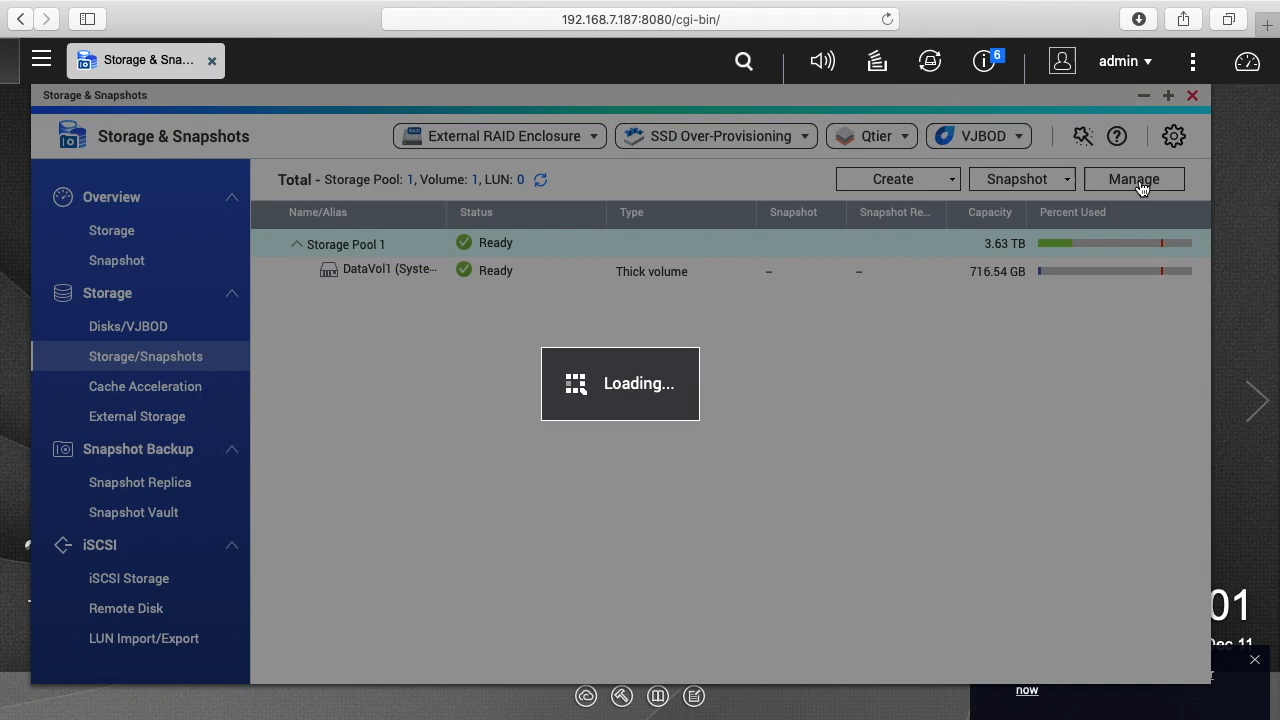 192.168.7.187:8080/cgi-bin/
Storage & Sna...
6
admin
Storage & Snapshots
Storage & Snapshots
External RAID Enclosure
SSD Over-Provisioning
Qtier
VJBOD
Overview
Storage
Snapshot
Storage
Disks/VJBOD
Storage/Snapshots
Cache Acceleration
External Storage
Snapshot Backup
Snapshot Replica
Snapshot Vault
iSCSI
iSCSI Storage
Remote Disk
LUN Import/Export
Total - Storage Pool: 1, Volume: 1, LUN: 0
Create
Snapshot
Manage
Name/Alias Status Type Snapshot Snapshot Re... Capacity Percent Used
Storage Pool 1 Ready 3.63 TB
DataVol1 (Syste... Ready Thick volume -- -- 716.54 GB
Loading...
01
Dec 11
now